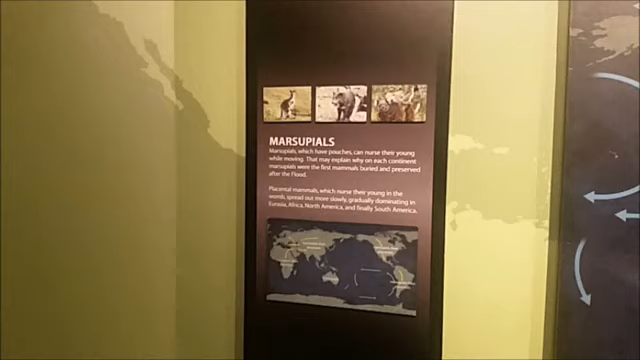 MARSUPIALS
Marsupials, which have pouches, can nurse their young
while moving. That may explain why on each continent
marsupials were the first mammals buried and preserved
after the Flood.
Placental mammals, which nurse their young in the
womb, spread out more slowly, gradually dominating in
Eurasia, Africa, North America, and finally South America.